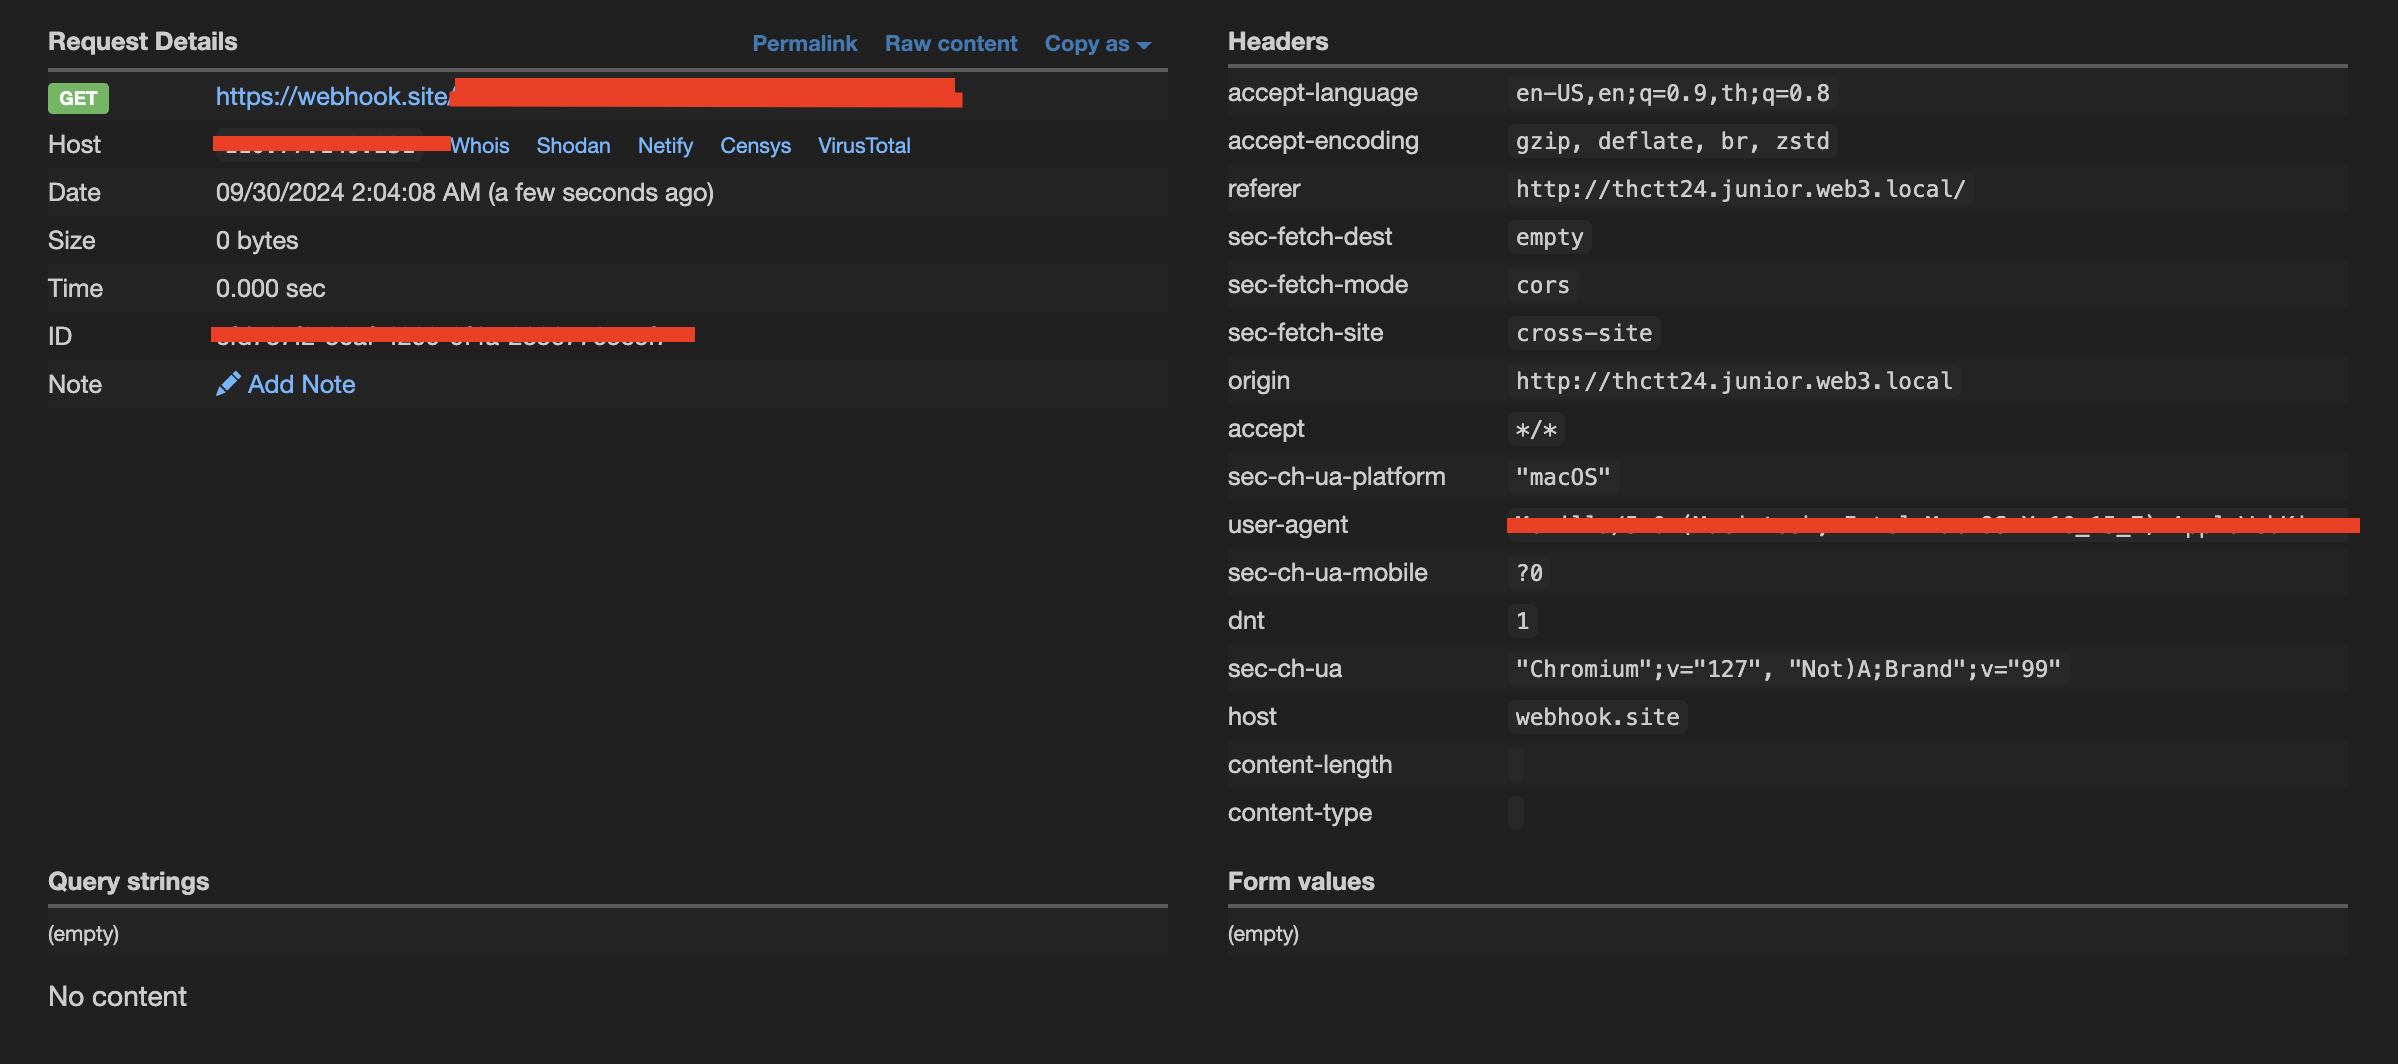 Request Details
Permalink Raw content Copy as
GET https://webhook.site/
Host Whois Shodan Netify Censys VirusTotal
Date 09/30/2024 2:04:08 AM (a few seconds ago)
Size 0 bytes
Time 0.000 sec
ID
Note Add Note
Headers
accept-language en-US,en;q=0.9,th;q=0.8
accept-encoding gzip, deflate, br, zstd
referer http://thctt24.junior.web3.local/
sec-fetch-dest empty
sec-fetch-mode cors
sec-fetch-site cross-site
origin http://thctt24.junior.web3.local
accept */*
sec-ch-ua-platform "macOS"
user-agent
sec-ch-ua-mobile ?0
dnt 1
sec-ch-ua "Chromium";v="127", "Not)A;Brand";v="99"
host webhook.site
content-length
content-type
Query strings
(empty)
Form values
(empty)
No content